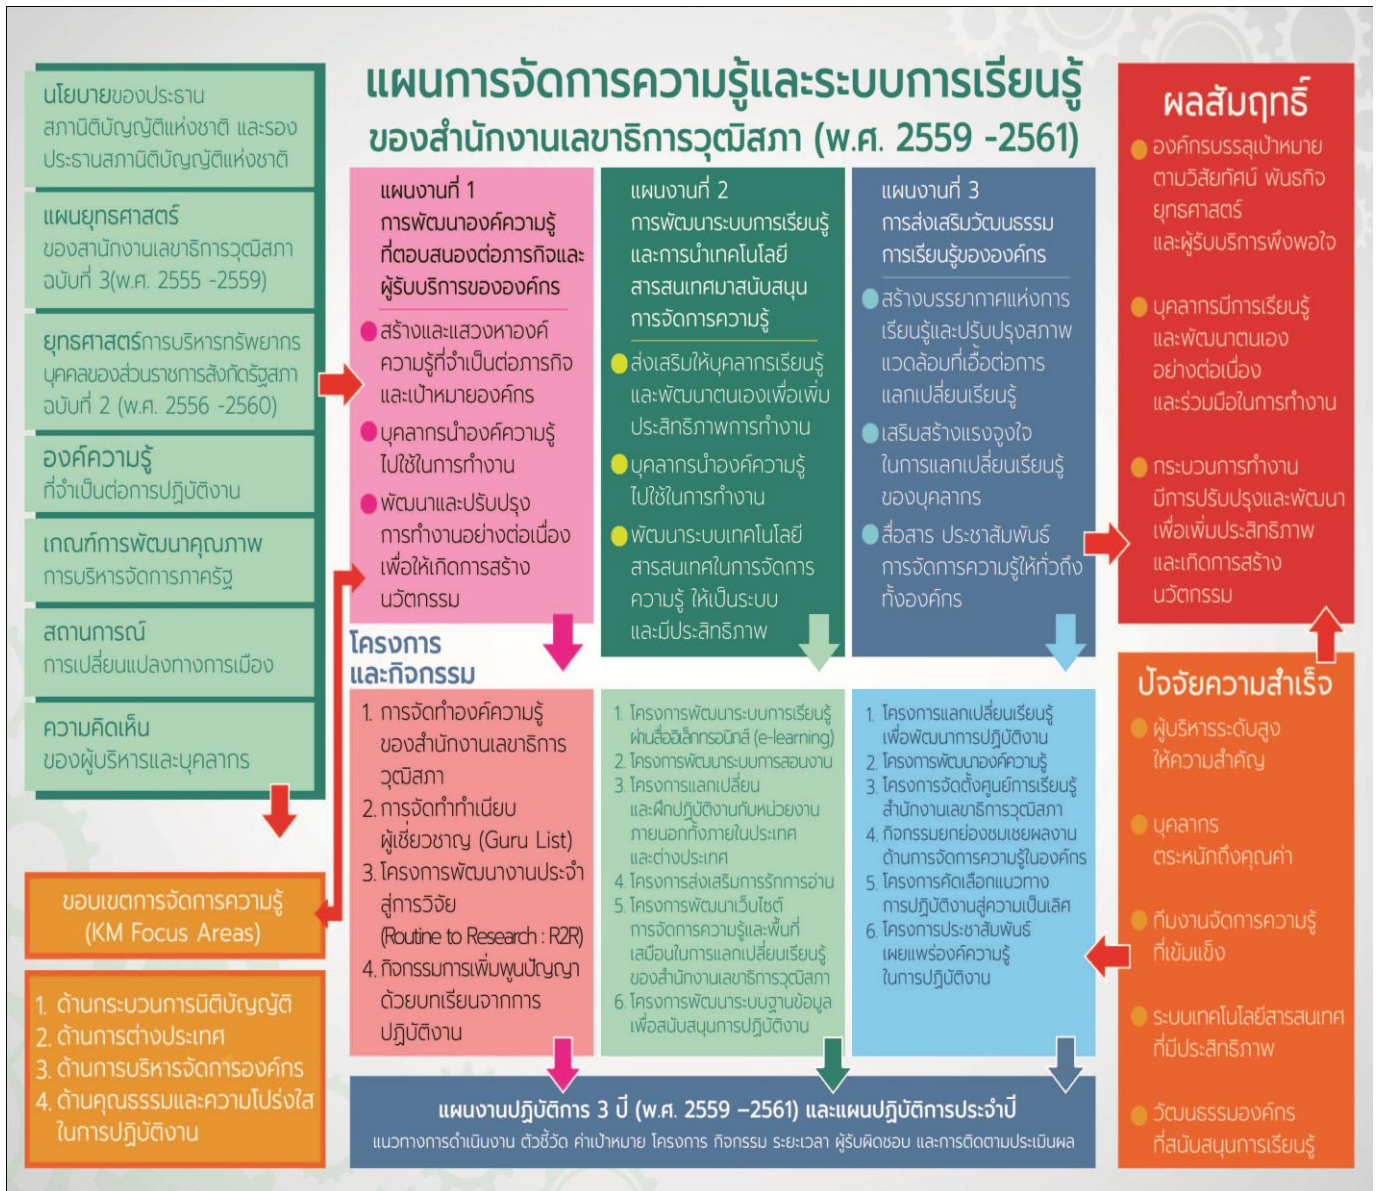 แผนการจัดการความรู้และระบบการเรียนรู้
ของสำนักงานเลขาธิการวุฒิสภา (พ.ศ. 2559 -2561)
นโยบายของประธาน
สภานิติบัญญัติแห่งชาติ และรอง
ประธานสภานิติบัญญัติแห่งชาติ
แผนยุทธศาสตร์
ของสานักงานเลขาธิการวุฒิสภา
ฉบับที่ 3(พ.ศ. 2555 -2559)
ยุทธศาสตร์การบริหารทรัพยากร
บุคคลของส่วนราชการสังกัดรัฐสภา
ฉบับที่ 2 (พ.ศ. 2556 -2560)
องค์ความรู้
ที่จำเป็นต่อการปฏิบัติงาน
เกณฑ์การพัฒนาคุณภาพ
การบริหารจัดการภาครัฐ
สถานการณ์
การเปลี่ยนแปลงทางการเมือง
ความคิดเห็น
ของผู้บริหารและบุคลากร
ขอบเขตการจัดการความรู้
(KM Focus Areas)
1. ด้านกระบวนการนิติบัญญัติ
2. ด้านการต่างประเทศ
3. ด้านการบริหารจัดการองค์กร
4. ด้านคุณธรรมและความโปร่งใส
ในการปฏิบัติงาน
แผนงานที่ 1
การพัฒนาองค์ความรู้
ที่ตอบสนองต่อภารกิจและ
ผู้รับบริการขององค์กร
สร้างและแสวงหาองค์
ความรู้ที่จำเป็นต่อภารกิจ
และเป้าหมายองค์กร
บุคลากรนำองค์ความรู้
ไปใช้ในการทำงาน
พัฒนาและปรับปรุง
การทำงานอย่างต่อเนื่อง
เพื่อให้เกิดการสร้าง
นวัตกรรม
แผนงานที่ 2
การพัฒนาระบบการเรียนรู้
และการนำเทคโนโลยี
สารสนเทศมาสนับสนุน
การจัดการความรู้
ส่งเสริมให้บุคลากรเรียนรู้
และพัฒนาตนเองเพื่อเพิ่ม
ประสิทธิภาพการทำงาน
บุคลากรนำองค์ความรู้
ไปใช้ในการทำงาน
พัฒนาระบบเทคโนโลยี
สารสนเทศในการจัดการ
ความรู้ ให้เป็นระบบ
และมีประสิทธิภาพ
แผนงานที่ 3
การส่งเสริมวัฒนธรรม
การเรียนรู้ขององค์กร
สร้างบรรยากาศแห่งการ
เรียนรู้และปรับปรุงสภาพ
แวดล้อมที่เอื้อต่อการ
แลกเปลี่ยนเรียนรู้
เสริมสร้างแรงจูงใจ
ในการแลกเปลี่ยนเรียนรู้
ของบุคลากร
สื่อสาร ประชาสัมพันธ์
การจัดการความรู้ให้ทั่วถึง
ทั้งองค์กร
โครงการ
และกิจกรรม
1. การจัดทำองค์ความรู้
ของสำนักงานเลขาธิการ
วุฒิสภา
2. การจัดทำทำเนียบ
ผู้เชี่ยวชาญ (Guru List)
3. โครงการพัฒนางานประจำ
สู่การวิจัย
(Routine to Research : R2R)
4. กิจกรรมการเพิ่มพูนปัญญา
ด้วยบทเรียนจากการ
ปฏิบัติงาน
1. โครงการพัฒนาระบบการเรียนรู้
ผ่านสื่ออิเล็กทรอนิกส์ (e-learning)
2. โครงการพัฒนาระบบการสอนงาน
3. โครงการแลกเปลี่ยน
และฝึกปฏิบัติงานกับหน่วยงาน
ภายนอกทั้งภายในประเทศ
และต่างประเทศ
4. โครงการส่งเสริมการรักการอ่าน
5. โครงการพัฒนาเว็บไซต์
การจัดการความรู้และพื้นที่
เสมือนในการแลกเปลี่ยนเรียนรู้
ของสำนักงานเลขาธิการวุฒิสภา
6. โครงการพัฒนาระบบฐานข้อมูล
เพื่อสนับสนุนการปฏิบัติงาน
1. โครงการแลกเปลี่ยนเรียนรู้
เพื่อพัฒนาการปฏิบัติงาน
2. โครงการพัฒนาองค์ความรู้
3. โครงการจัดตั้งศูนย์การเรียนรู้
สำนักงานเลขาธิการวุฒิสภา
4. กิจกรรมยกย่องชมเชยผลงาน
ด้านการจัดการความรู้ในองค์กร
5. โครงการคัดเลือกแนวทาง
การปฏิบัติงานสู่ความเป็นเลิศ
6. โครงการประชาสัมพันธ์
เผยแพร่องค์ความรู้
ในการปฏิบัติงาน
แผนงานปฏิบัติการ 3 ปี (พ.ศ. 2559 –2561) และแผนปฏิบัติการประจำปี
แนวทางการดำเนินงาน ตัวชี้วัด ค่าเป้าหมาย โครงการ กิจกรรม ระยะเวลา ผู้รับผิดชอบ และการติดตามประเมินผล
ผลสัมฤทธิ์
องค์กรบรรลุเป้าหมาย
ตามวิสัยทัศน์ พันธกิจ
ยุทธศาสตร์
และผู้รับบริการพึงพอใจ
บุคลากรมีการเรียนรู้
และพัฒนาตนเอง
อย่างต่อเนื่อง
และร่วมมือในการทำงาน
กระบวนการทำงาน
มีการปรับปรุงและพัฒนา
เพื่อเพิ่มประสิทธิภาพ
และเกิดการสร้าง
นวัตกรรม
ปัจจัยความสำเร็จ
ผู้บริหารระดับสูง
ให้ความสำคัญ
บุคลากร
ตระหนักถึงคุณค่า
ทีมงานจัดการความรู้
ที่เข้มแข็ง
ระบบเทคโนโลยีสารสนเทศ
ที่มีประสิทธิภาพ
วัฒนธรรมองค์กร
ที่สนับสนุนการเรียนรู้